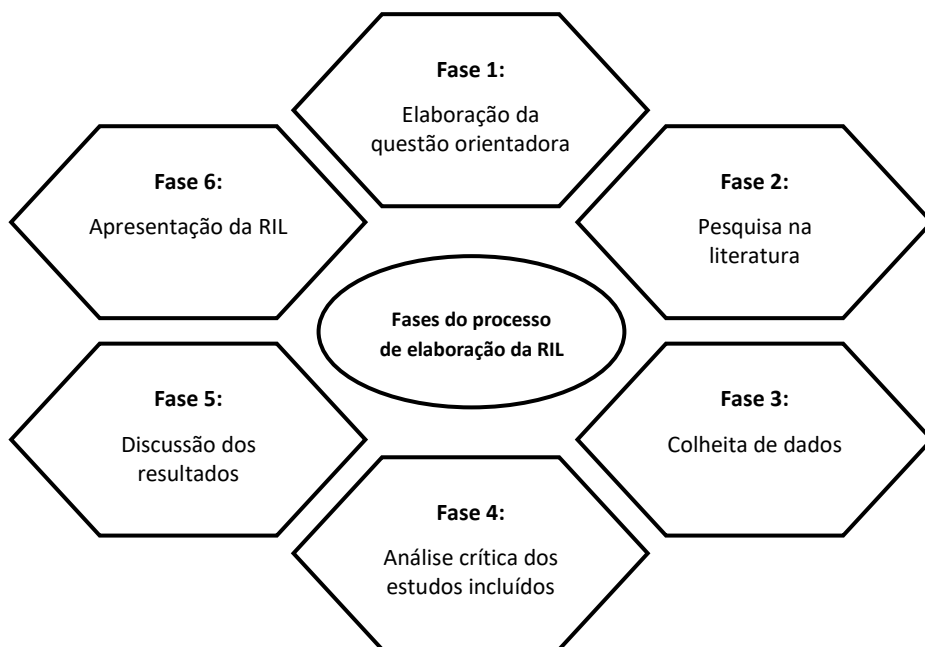 Fase 1:
Elaboração da
questão orientadora
Fase 2:
Pesquisa na
literatura
Fase 3:
Colheita de dados
Fase 4:
Análise crítica dos
estudos incluídos
Fase 5:
Discussão dos
resultados
Fase 6:
Apresentação da RIL
Fases do processo
de elaboração da RIL